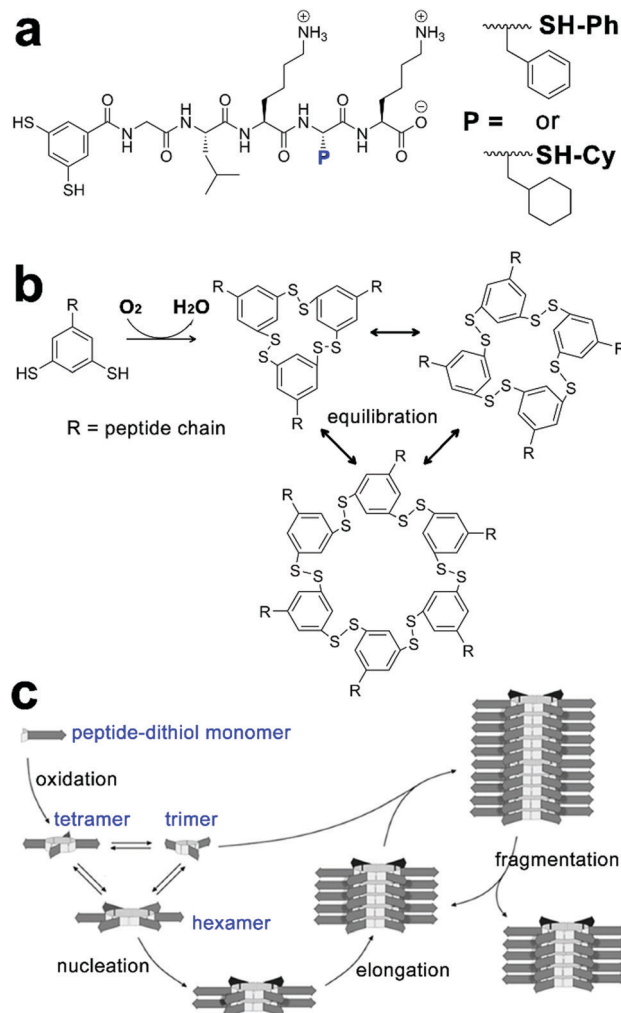 a
NH3
⊕
NH3
⊕
SH-Ph
HS
SH
O
N
H
O
H
N
O
N
H
O
H
N
O
N
H
O
O
⊖
P
P = or
SH-Cy
b
R
HS
SH
O2
H2O
R
R
R
S
S
S
S
S
S
R
R
R
R
S
S
S
S
S
S
S
S
R = peptide chain
equilibration
R
R
R
R
R
R
S
S
S
S
S
S
S
S
S
S
S
S
c
peptide-dithiol monomer
oxidation
tetramer
trimer
hexamer
nucleation
elongation
fragmentation